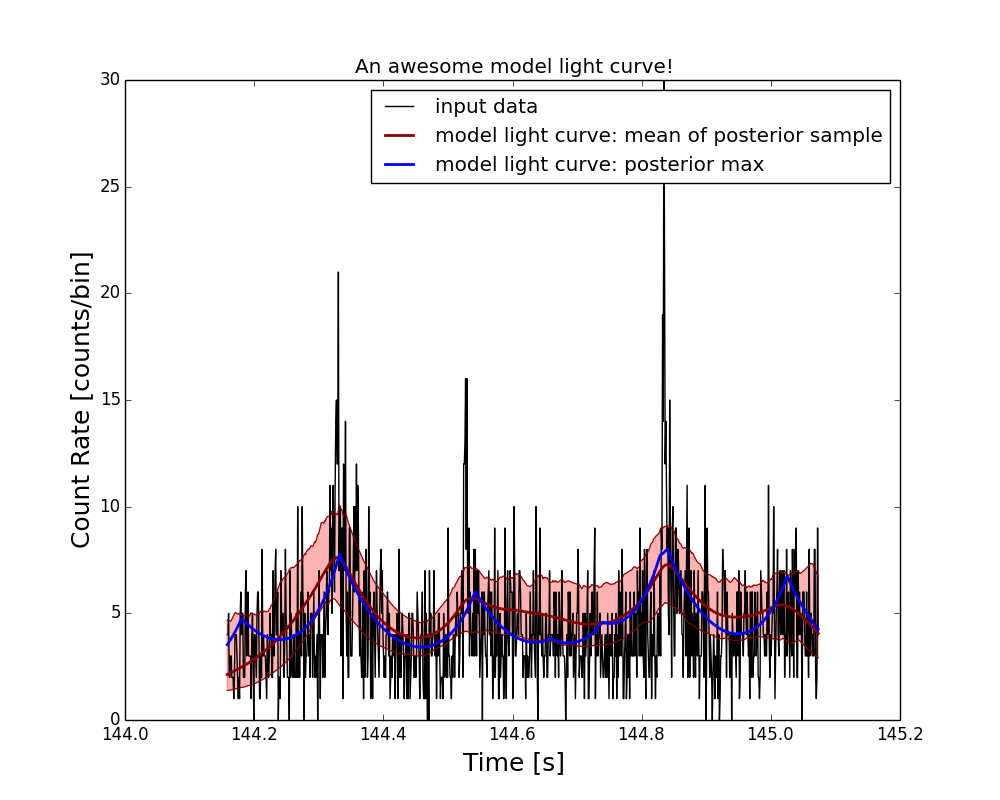 An awesome model light curve!
input data
model light curve: mean of posterior sample
model light curve: posterior max
Count Rate [counts/bin]
30
25
20
15
10
5
0
144.0 144.2 144.4 144.6 144.8 145.0 145.2
Time [s]